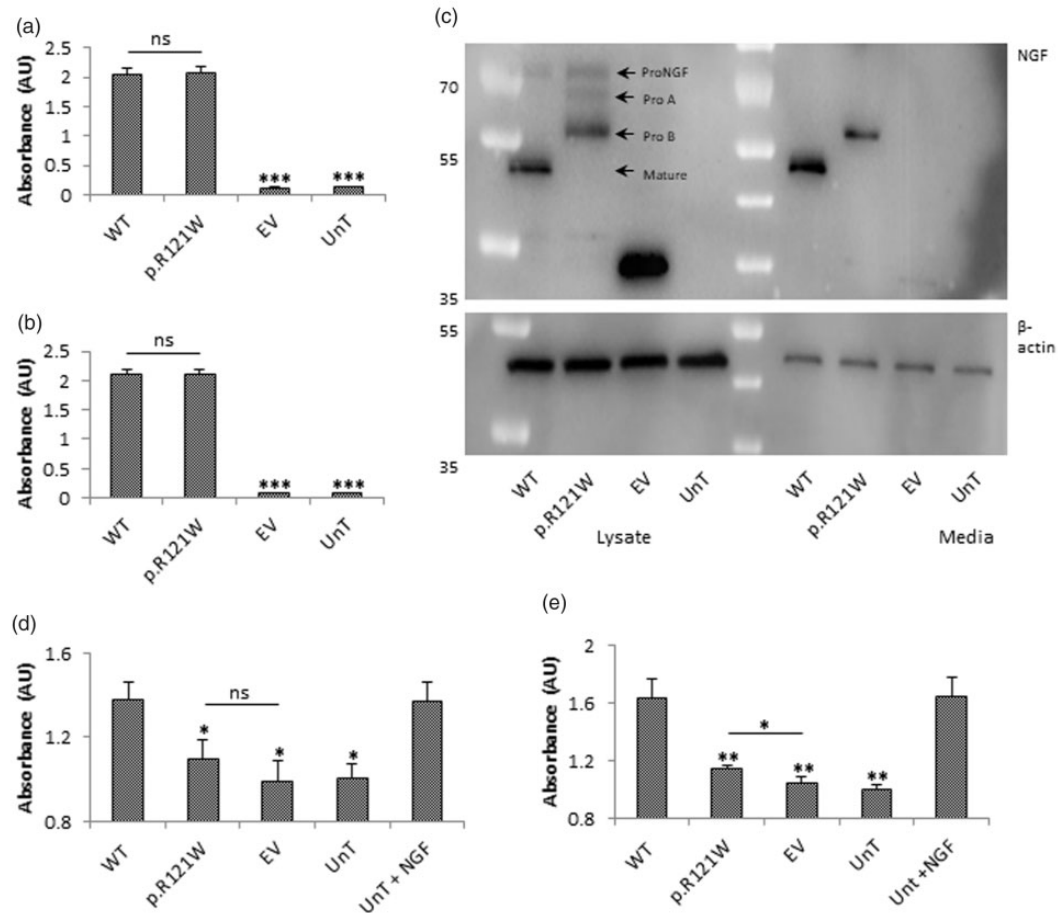 (a)
Absorbance (AU)
2.5
2
1.5
1
0.5
0
ns
***
***
WT
p.R121W
EV
UnT
(b)
Absorbance (AU)
2.5
2
1.5
1
0.5
0
ns
***
***
WT
p.R121W
EV
UnT
(c)
NGF
70
55
35
ProNGF
Pro A
Pro B
Mature
55
35
β-
actin
WT
p.R121W
EV
UnT
WT
p.R121W
EV
UnT
Lysate
Media
(d)
Absorbance (AU)
1.6
1.2
0.8
ns
*
*
*
WT
p.R121W
EV
UnT
UnT + NGF
(e)
Absorbance (AU)
2
1.6
1.2
0.8
*
**
**
**
WT
p.R121W
EV
UnT
Unt +NGF